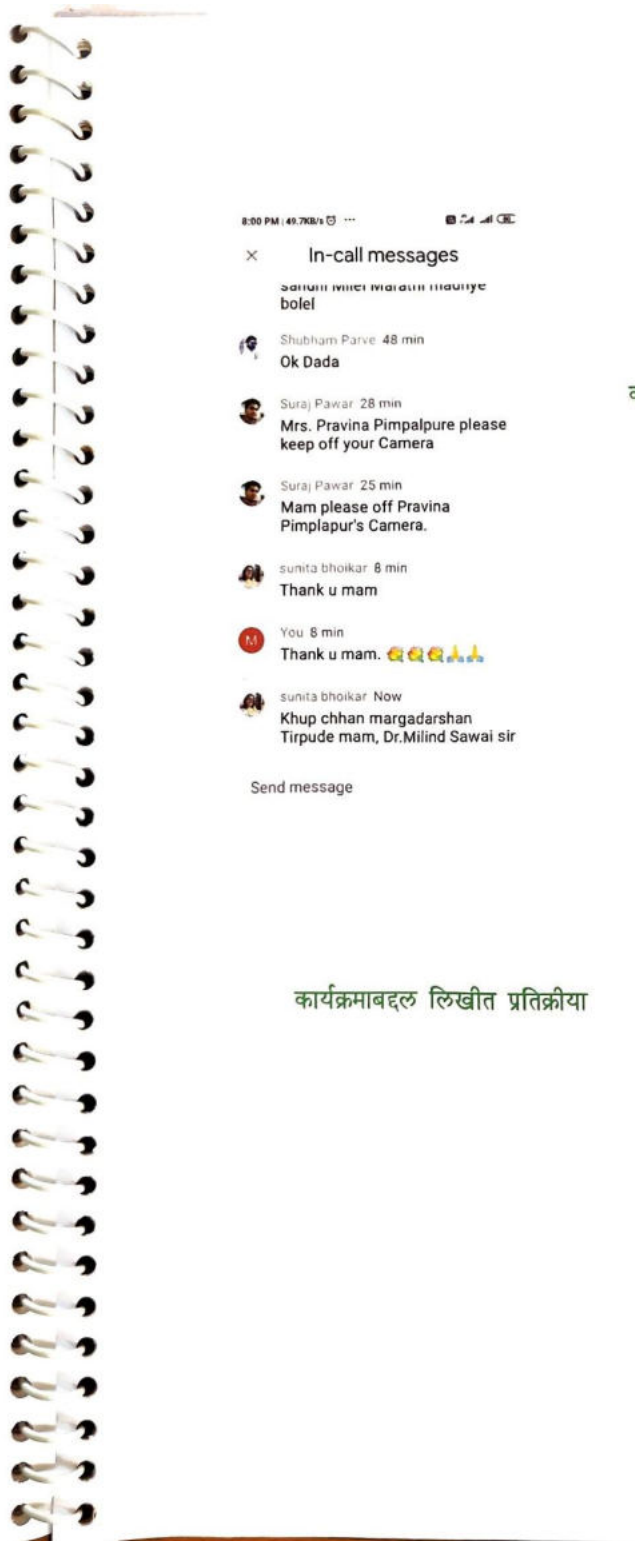 8:00 PM | 49.7KB/s ...
× In-call messages
bolel
Shubham Parve 48 min
Ok Dada
Suraj Pawar 28 min
Mrs. Pravina Pimpalpure please
keep off your Camera
Suraj Pawar 25 min
Mam please off Pravina
Pimplapur's Camera.
sunita bhoikar 8 min
Thank u mam
M
You 8 min
Thank u mam. 💐💐💐🙏🙏
sunita bhoikar Now
Khup chhan margadarshan
Tirpude mam, Dr.Milind Sawai sir
Send message
कार्यक्रमाबद्दल लिखीत प्रतिक्रीया